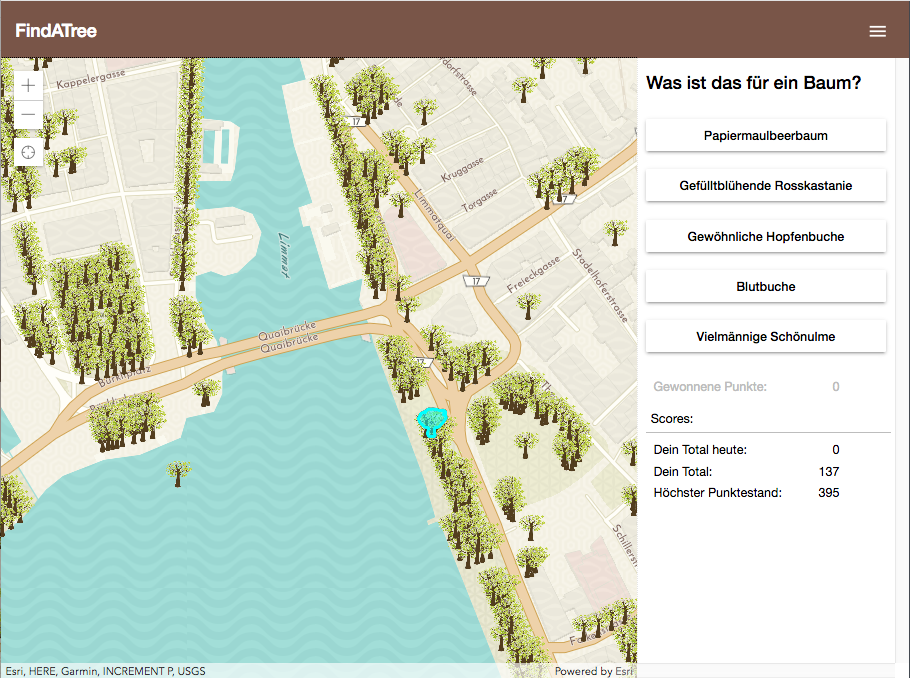 FindATree
Kappelergasse
17
Kruggasse
Torgasse
Limmatquai
7
Limmat
17
Freieckgasse
Stadelhoferstrasse
Quaibrücke
Quaibrücke
Bürkliplatz
17
Was ist das für ein Baum?
Papiermaulbeerbaum
Gefülltblühende Rosskastanie
Gewöhnliche Hopfenbuche
Blutbuche
Vielmännige Schönulme
Gewonnene Punkte: 0
Scores:
Dein Total heute: 0
Dein Total: 137
Höchster Punktestand: 395
Esri, HERE, Garmin, INCREMENT P, USGS
Powered by Esri